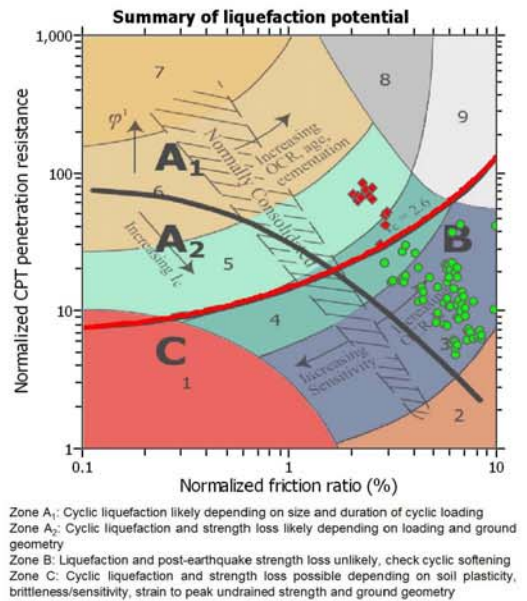 Summary of liquefaction potential
1,000
7
8
9
φ'
Increasing
OCR, age,
cementation
Normally Consolidated
100
A1
6
A2
Increasing Ic
5
= 2.6
B
10
4
C
1
Increasing
Sensitivity
3
2
1
0.1
1
10
Normalized CPT penetration resistance
Normalized friction ratio (%)
Zone A1: Cyclic liquefaction likely depending on size and duration of cyclic loading
Zone A2: Cyclic liquefaction and strength loss likely depending on loading and ground
geometry
Zone B: Liquefaction and post-earthquake strength loss unlikely, check cyclic softening
Zone C: Cyclic liquefaction and strength loss possible depending on soil plasticity,
brittleness/sensitivity, strain to peak undrained strength and ground geometry